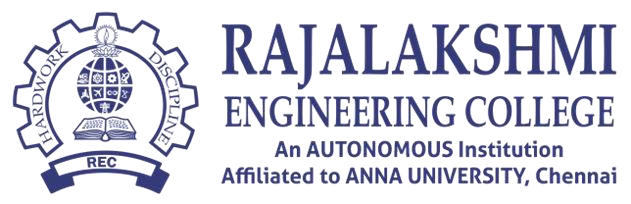 HARDWORK
DISCIPLINE
REC
RAJALAKSHMI
ENGINEERING COLLEGE
An AUTONOMOUS Institution
Affiliated to ANNA UNIVERSITY, Chennai